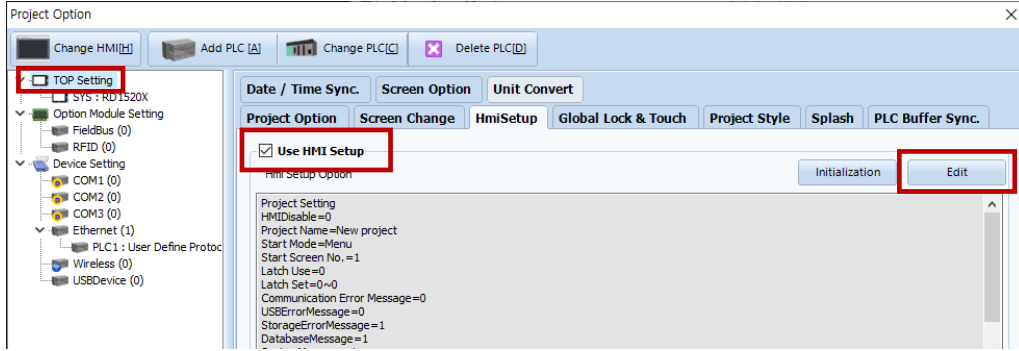 Project Option
Change HMI[H] Add PLC [A] Change PLC[C] Delete PLC[D]
TOP Setting
SYS : RD1520X
Option Module Setting
FieldBus (0)
RFID (0)
Device Setting
COM1 (0)
COM2 (0)
COM3 (0)
Ethernet (1)
PLC1 : User Define Protoc
Wireless (0)
USBDevice (0)
Date / Time Sync. Screen Option Unit Convert
Project Option Screen Change HmiSetup Global Lock & Touch Project Style Splash PLC Buffer Sync.
Use HMI Setup
Hmi Setup Option
Initialization Edit
Project Setting
HMIDisable=0
Project Name=New project
Start Mode=Menu
Start Screen No.=1
Latch Use=0
Latch Set=0~0
Communication Error Message=0
USBErrorMessage=0
StorageErrorMessage=1
DatabaseMessage=1